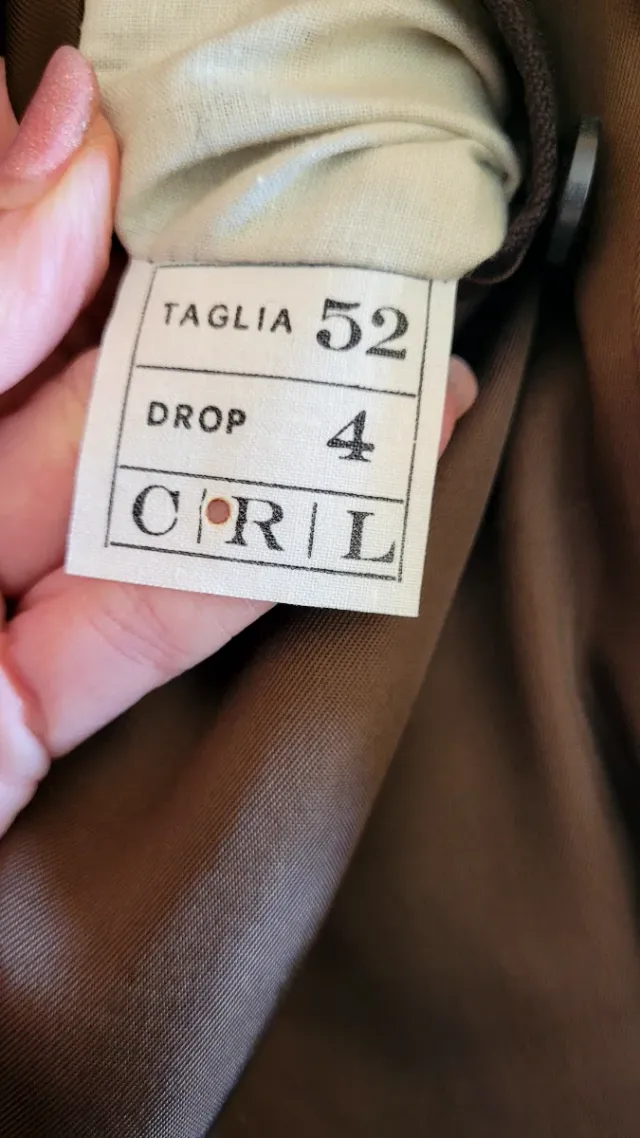 TAGLIA 52
DROP 4
C | R | L